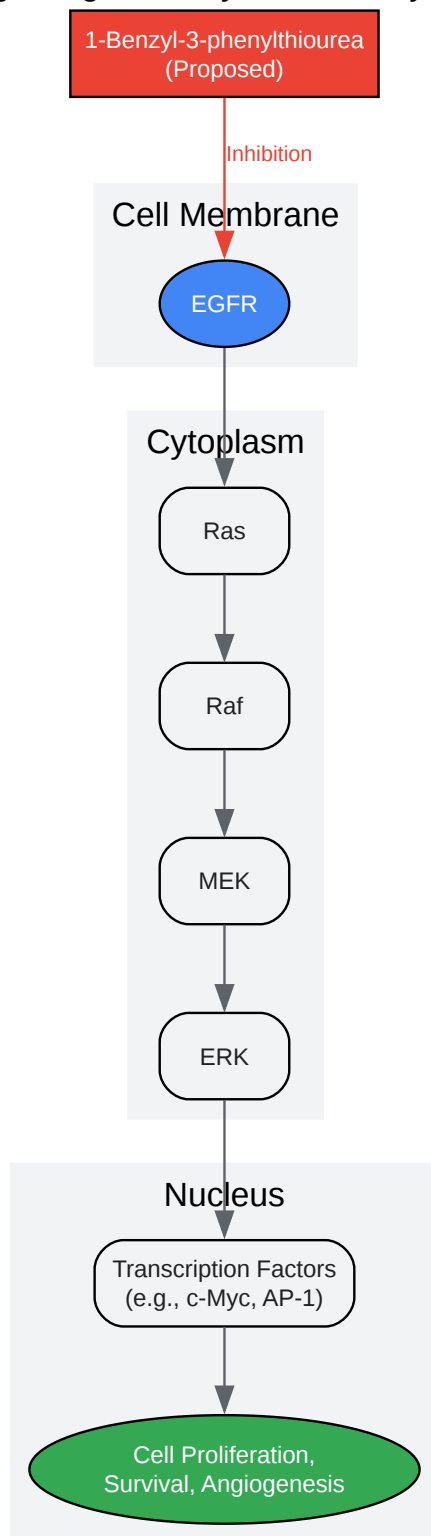 1-Benzyl-3-phenylthiourea
(Proposed)
Inhibition
Cell Membrane
EGFR
Cytoplasm
Ras
Raf
MEK
ERK
Nucleus
Transcription Factors
(e.g., c-Myc, AP-1)
Cell Proliferation,
Survival, Angiogenesis